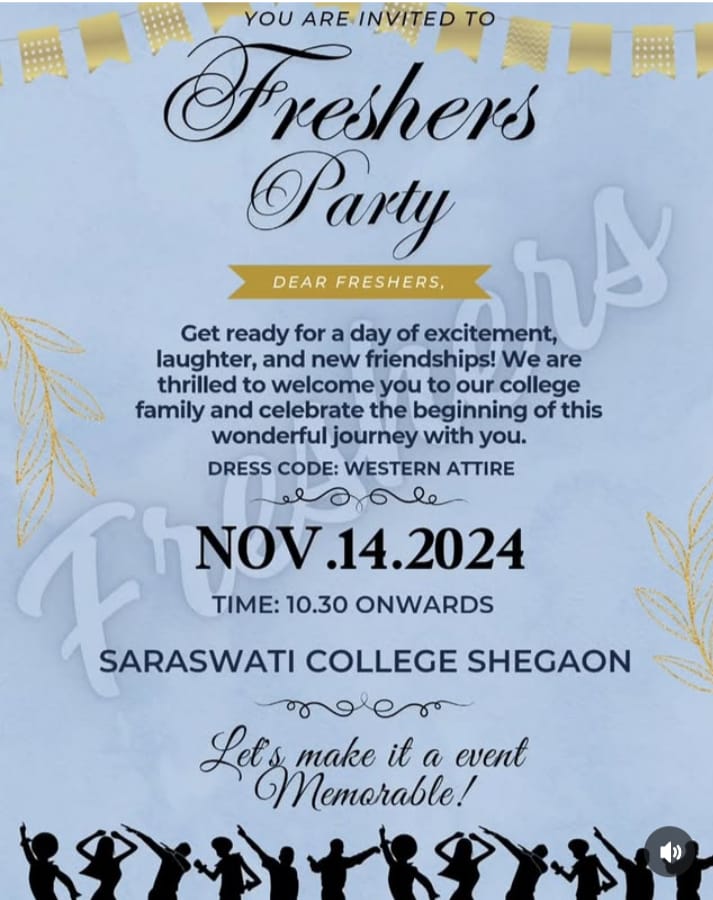 YOU ARE INVITED TO
Freshers
Party
DEAR FRESHERS,
Freshers
Get ready for a day of excitement,
laughter, and new friendships! We are
thrilled to welcome you to our college
family and celebrate the beginning of this
wonderful journey with you.
DRESS CODE: WESTERN ATTIRE
NOV.14.2024
TIME: 10.30 ONWARDS
SARASWATI COLLEGE SHEGAON
Let's make it a event
Memorable!